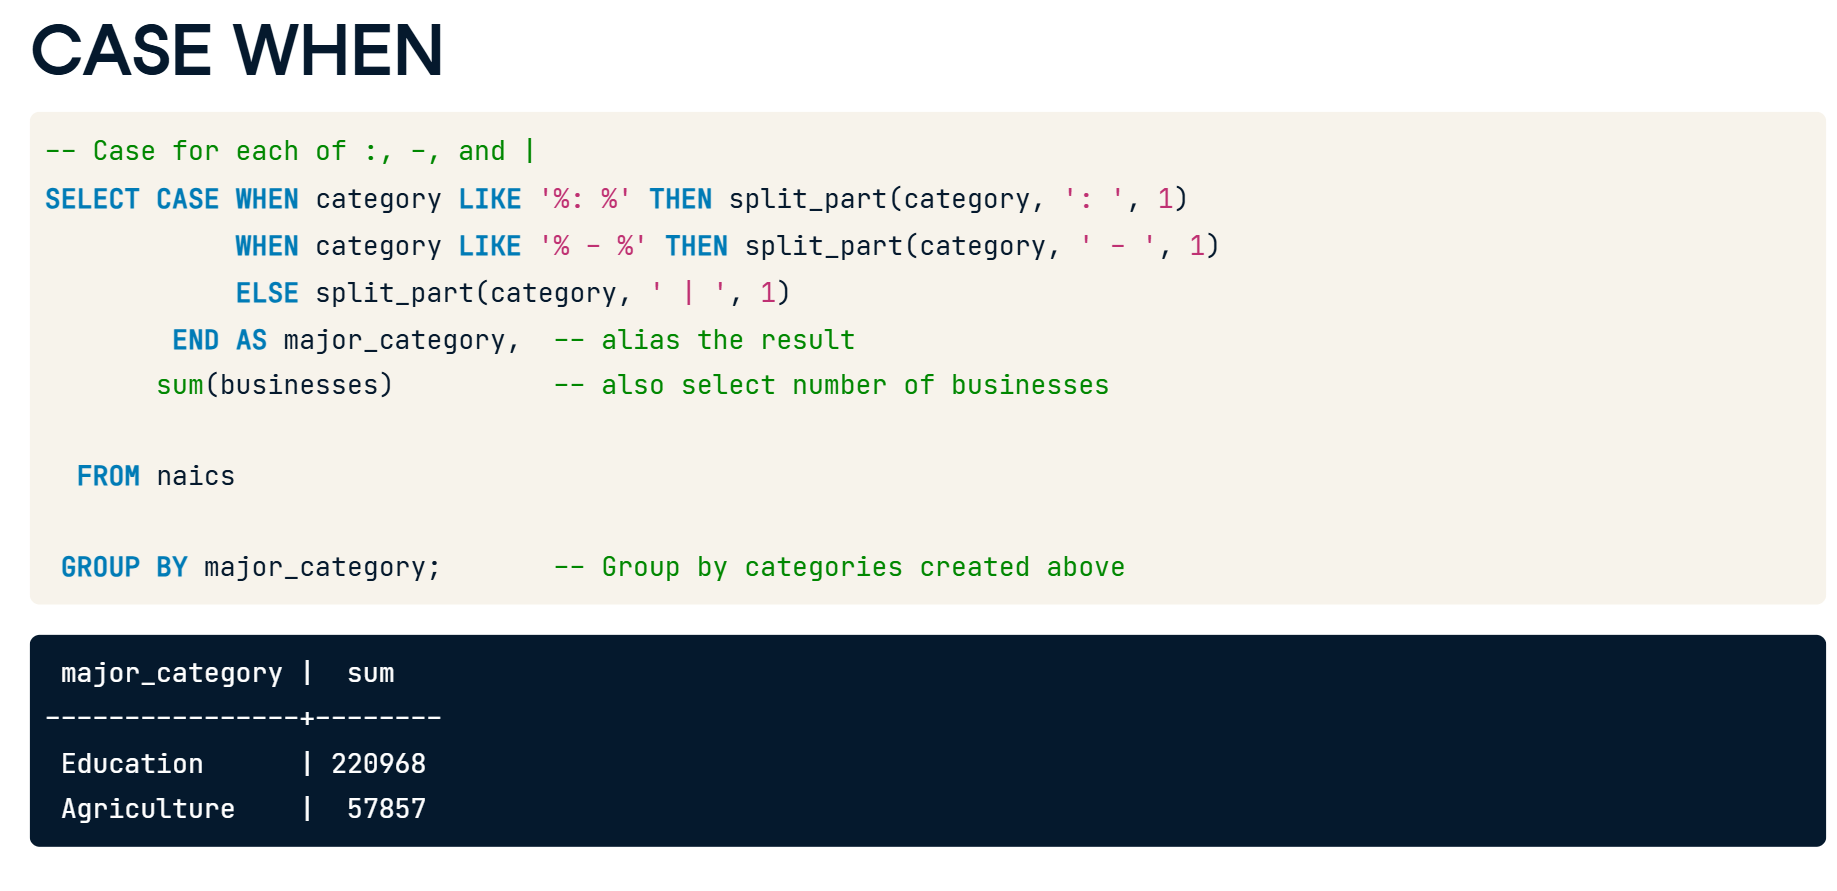 CASE WHEN
-- Case for each of :, -, and |
SELECT CASE WHEN category LIKE '%: %' THEN split_part(category, ': ', 1)
            WHEN category LIKE '% - %' THEN split_part(category, ' - ', 1)
            ELSE split_part(category, ' | ', 1)
        END AS major_category,  -- alias the result
       sum(businesses)          -- also select number of businesses
  FROM naics
 GROUP BY major_category;       -- Group by categories created above
 major_category |  sum
----------------+--------
 Education      | 220968
 Agriculture    |  57857